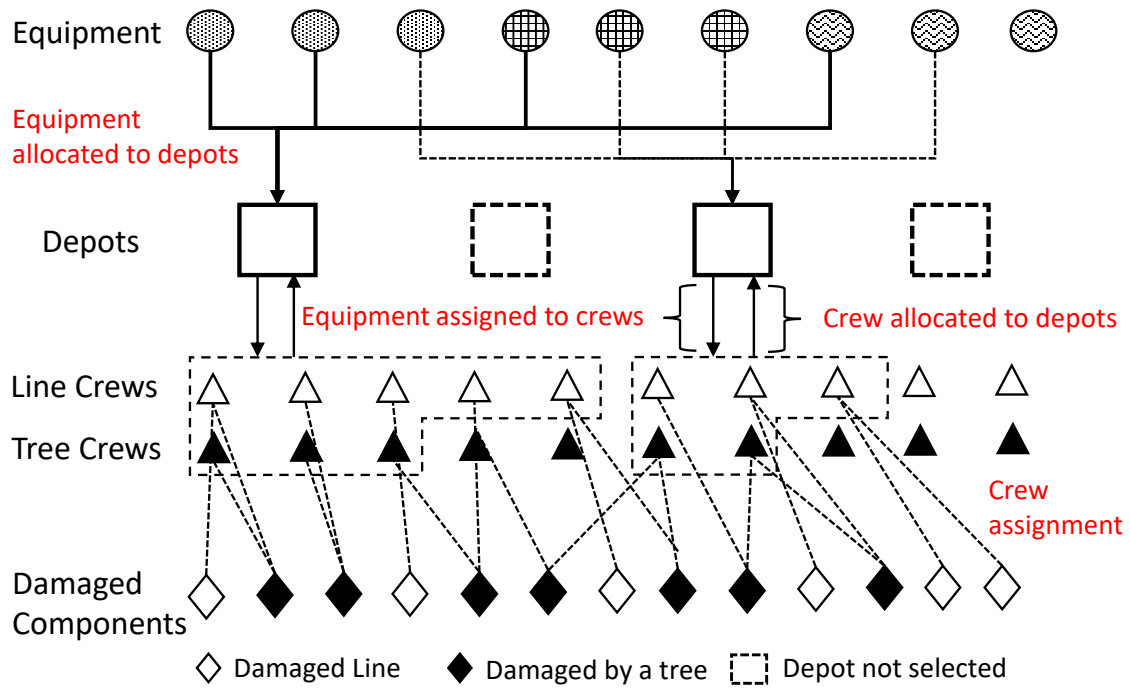 Equipment
Equipment
allocated to depots
Depots
Equipment assigned to crews
Crew allocated to depots
Line Crews
Tree Crews
Crew
assignment
Damaged
Components
Damaged Line
Damaged by a tree
Depot not selected